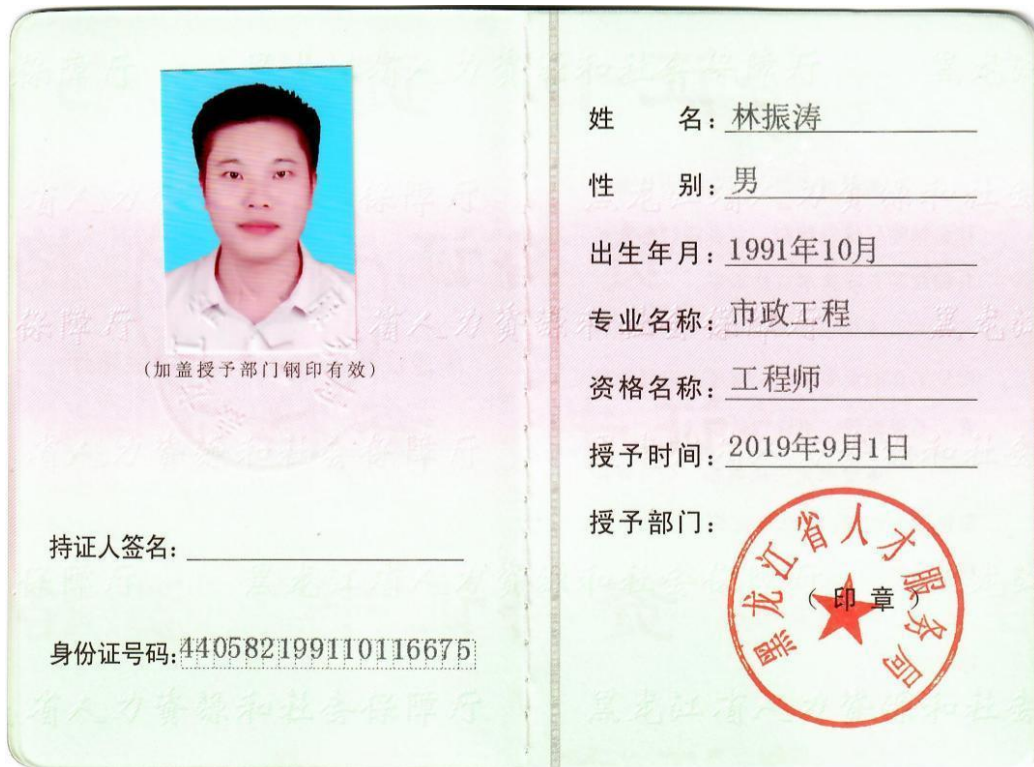 (加盖授予部门钢印有效)
持证人签名:
身份证号码:440582199110116675
姓 名:林振涛
性 别:男
出生年月:1991年10月
专业名称:市政工程
资格名称:工程师
授予时间:2019年9月1日
授予部门:
黑龙江省人才服务局
(印章)